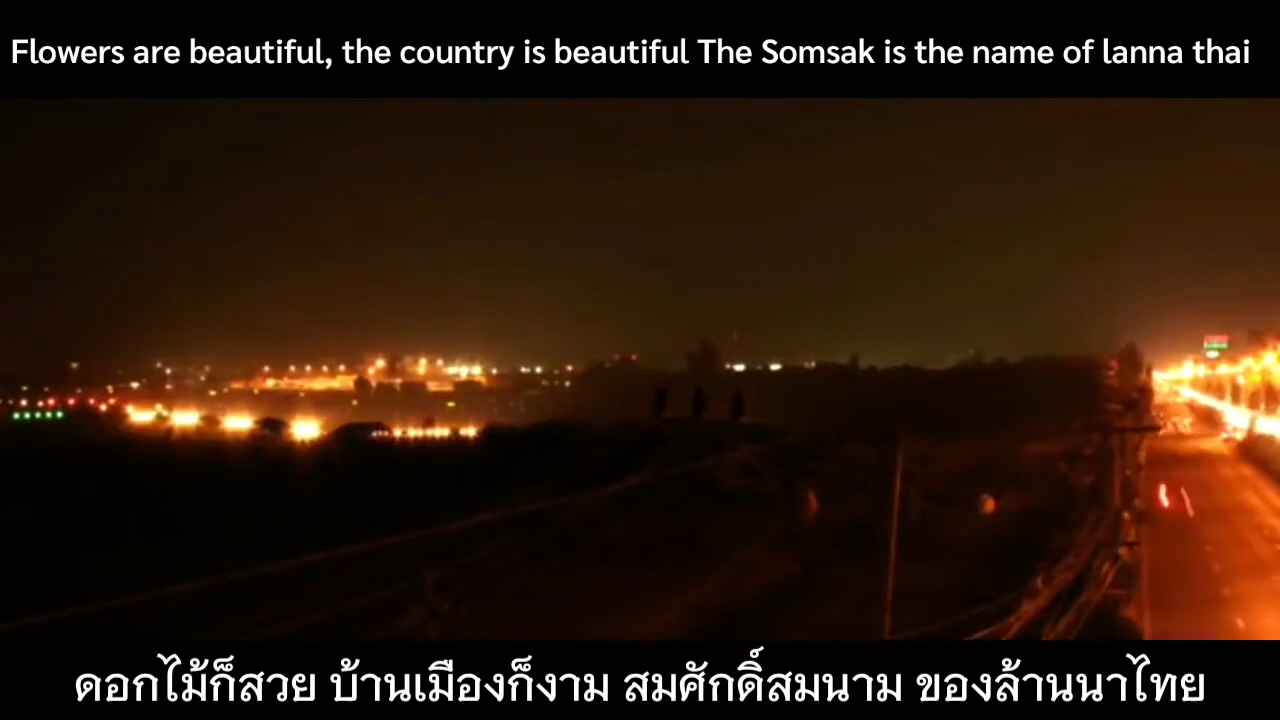 Flowers are beautiful, the country is beautiful The Somsak is the name of lanna thai
ดอกไม้ก็สวย บ้านเมืองก็งาม สมศักดิ์สมนาม ของล้านนาไทย